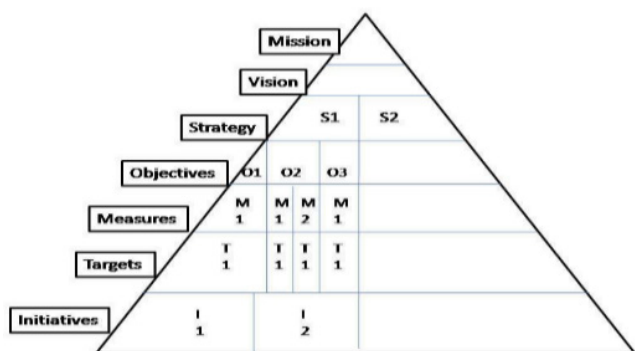 Mission
Vision
Strategy S1 S2
Objectives O1 O2 O3
Measures M M M M
1 1 2 1
Targets T T T T
1 1 1 1
Initiatives I I
1 2